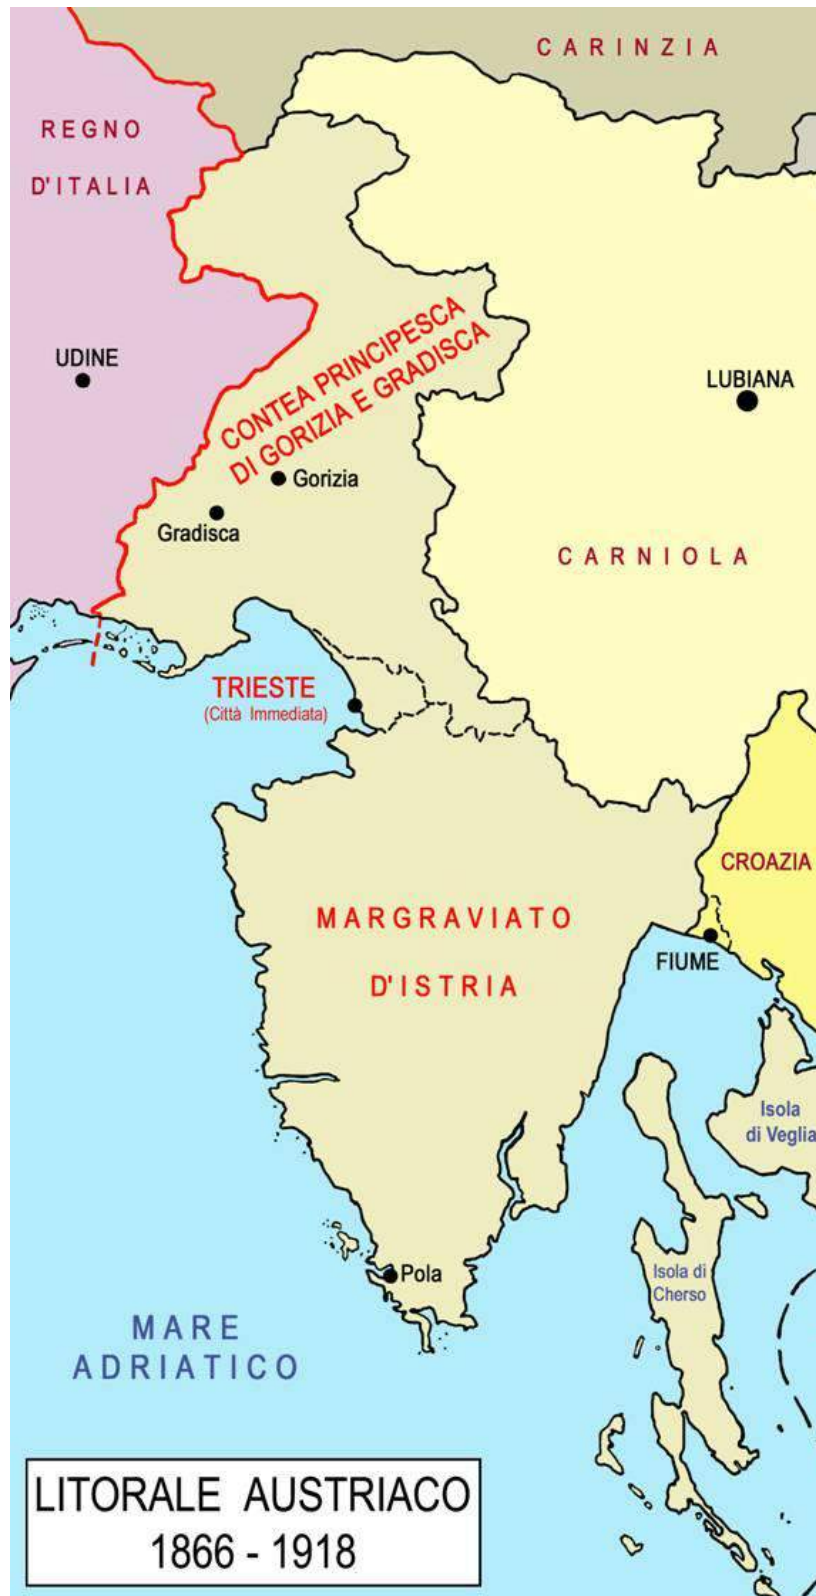 CARINZIA
REGNO
D'ITALIA
UDINE
CONTEA PRINCIPESCA
DI GORIZIA E GRADISCA
LUBIANA
Gorizia
Gradisca
CARNIOLA
TRIESTE
(Città Immediata)
CROAZIA
MARGRAVIATO
D'ISTRIA
FIUME
Isola
di Veglia
Isola di
Cherso
Pola
MARE
ADRIATICO
LITORALE AUSTRIACO
1866 - 1918